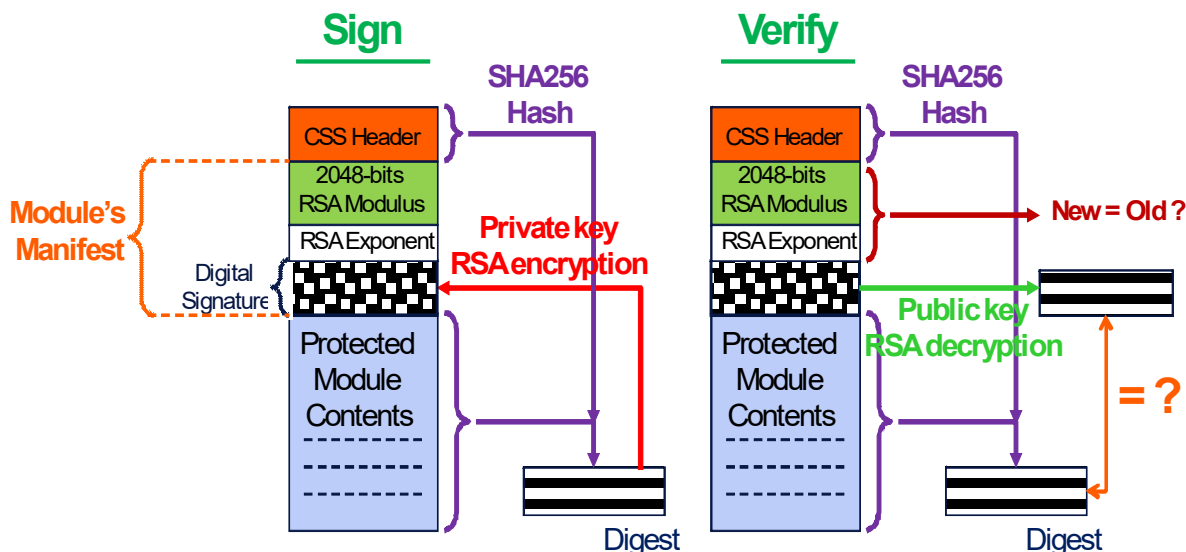 Sign
SHA256
Hash
CSS Header
2048-bits
RSA Modulus
RSA Exponent
Module's
Manifest
Digital
Signature
Private key
RSA encryption
Protected
Module
Contents
Digest
Verify
SHA256
Hash
CSS Header
2048-bits
RSA Modulus
RSA Exponent
New = Old ?
Public key
RSA decryption
Protected
Module
Contents
= ?
Digest